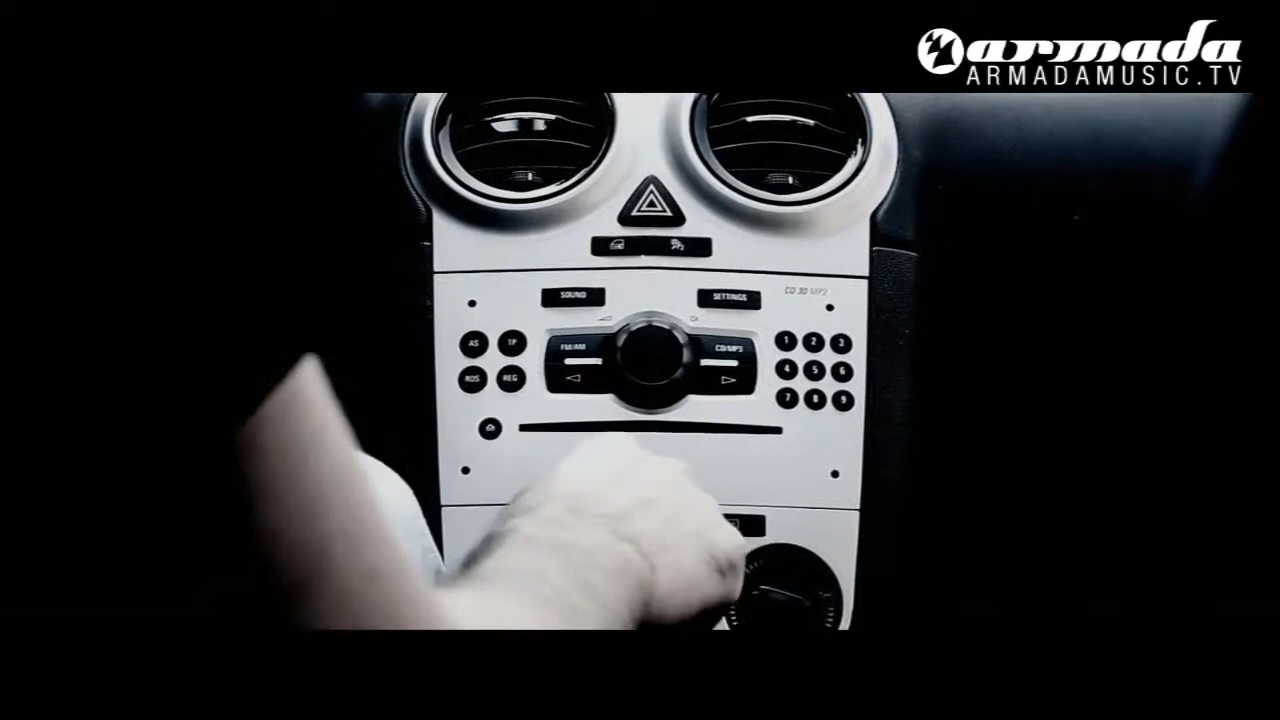 armada
ARMADAMUSIC.TV
SOUND
SETTINGS
CD 30 MP3
AS
TP
FM/AM
CD/MP3
1 2 3
RDS
REG
4 5 6
7 8 9